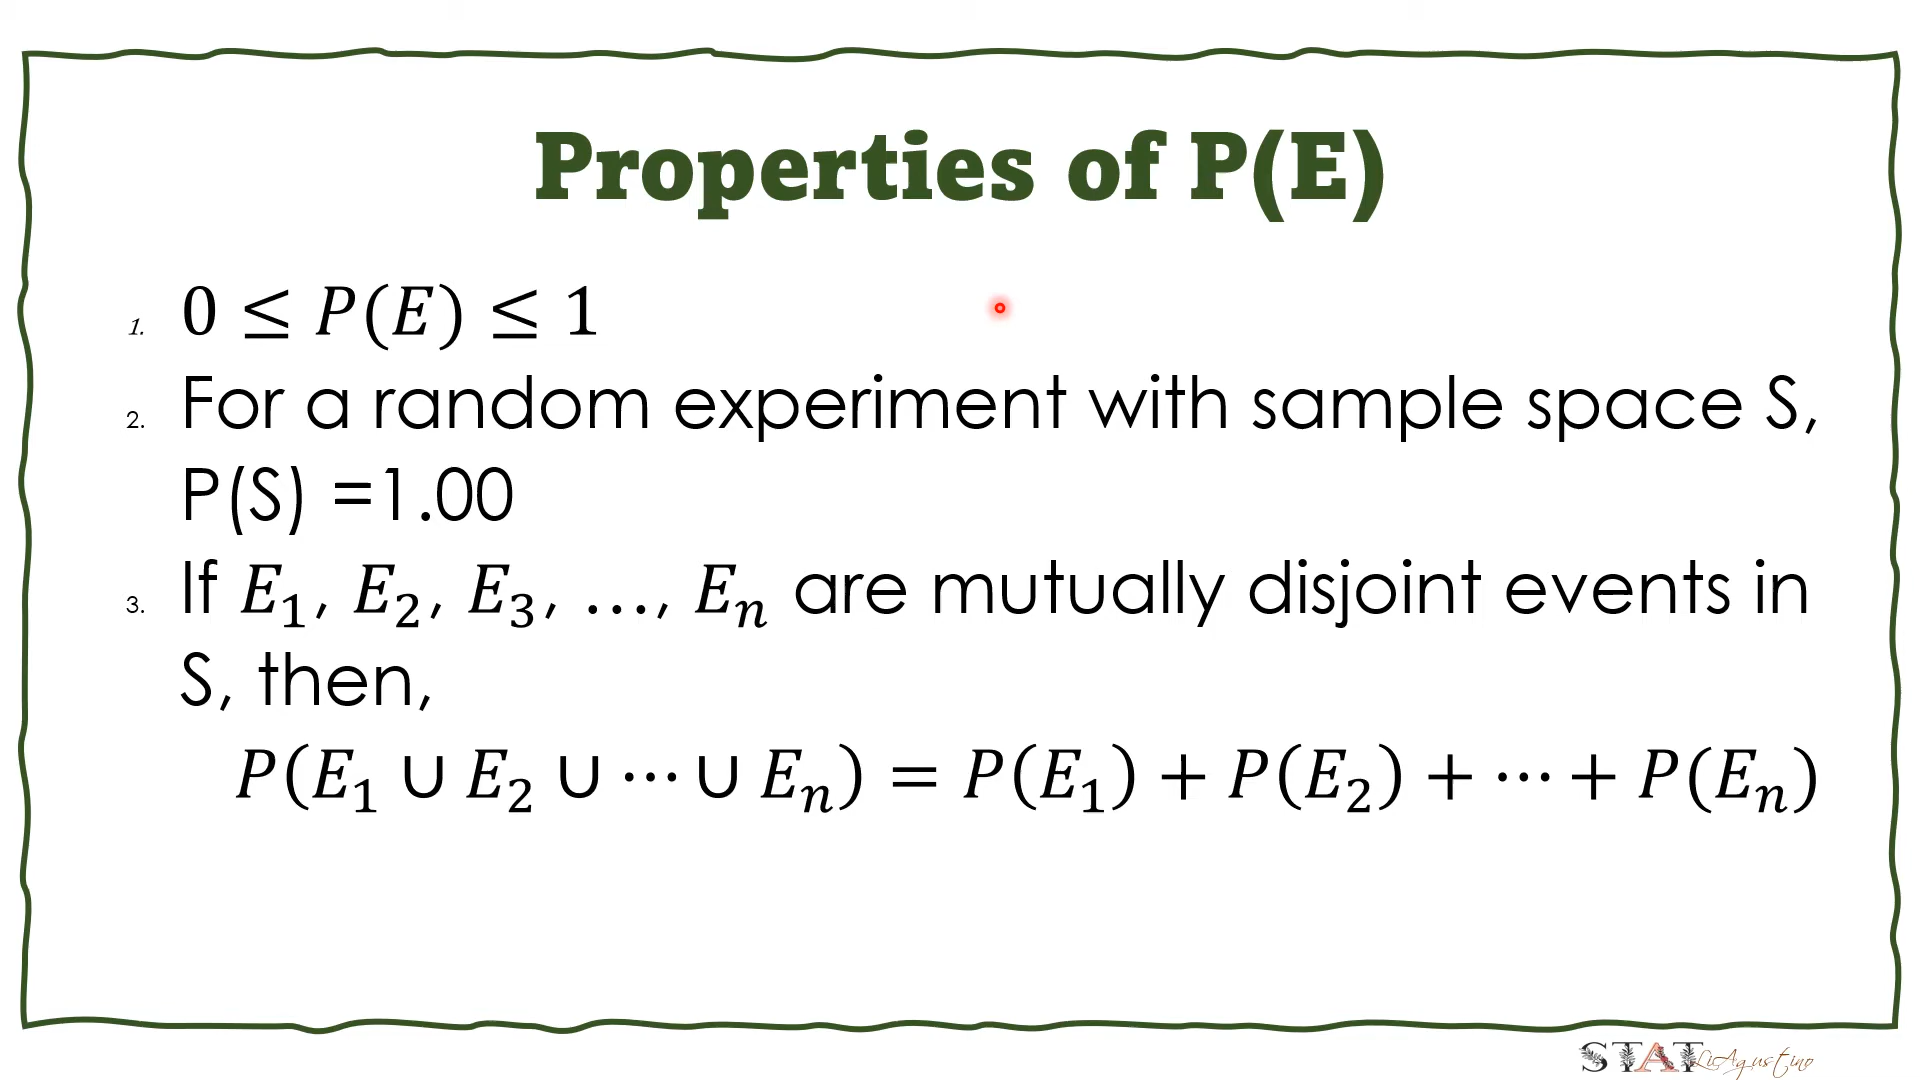 Properties of P(E)
1. 0 ≤ P(E) ≤ 1
2. For a random experiment with sample space S,
P(S) =1.00
3. If E₁, E₂, E₃, …, Eₙ are mutually disjoint events in
S, then,
P(E₁ ∪ E₂ ∪ ⋯ ∪ Eₙ) = P(E₁) + P(E₂) + ⋯ + P(Eₙ)
STAT LiAgustino